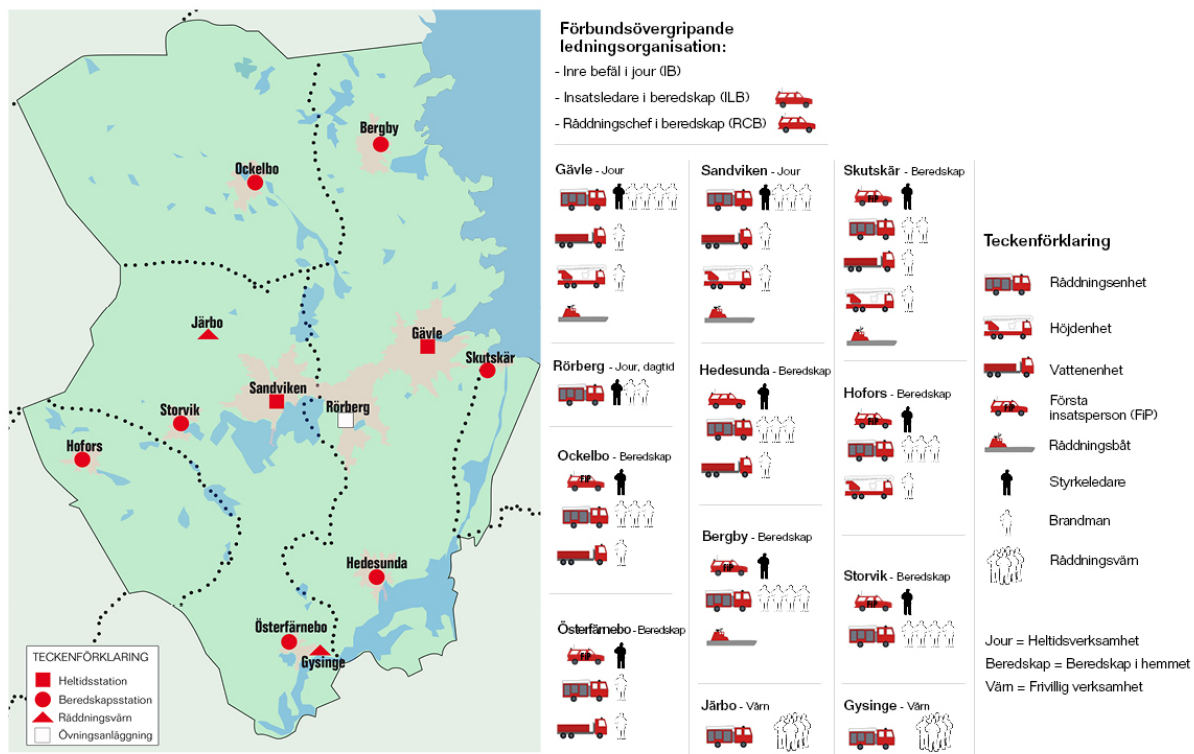 Bergby
Ockelbo
Järbo
Gävle
Skutskär
Sandviken
Rörberg
Storvik
Hofors
Hedesunda
Österfärnebo
Gysinge
TECKENFÖRKLARING
Heltidsstation
Beredskapsstation
Räddningsvärn
Övningsanläggning
Förbundsövergripande
ledningsorganisation:
- Inre befäl i jour (IB)
- Insatsledare i beredskap (ILB)
- Räddningschef i beredskap (RCB)
Gävle - Jour
Rörberg - Jour, dagtid
Ockelbo - Beredskap
FiP
Österfärnebo - Beredskap
FiP
Sandviken - Jour
Hedesunda - Beredskap
Bergby - Beredskap
FiP
Järbo - Värn
Skutskär - Beredskap
FiP
Hofors - Beredskap
FiP
Storvik - Beredskap
FiP
Gysinge - Värn
Teckenförklaring
Räddningsenhet
Höjdenhet
Vattenenhet
FiP
Första
insatsperson (FiP)
Räddningsbåt
Styrkeledare
Brandman
Räddningsvärn
Jour = Heltidsverksamhet
Beredskap = Beredskap i hemmet
Värn = Frivillig verksamhet